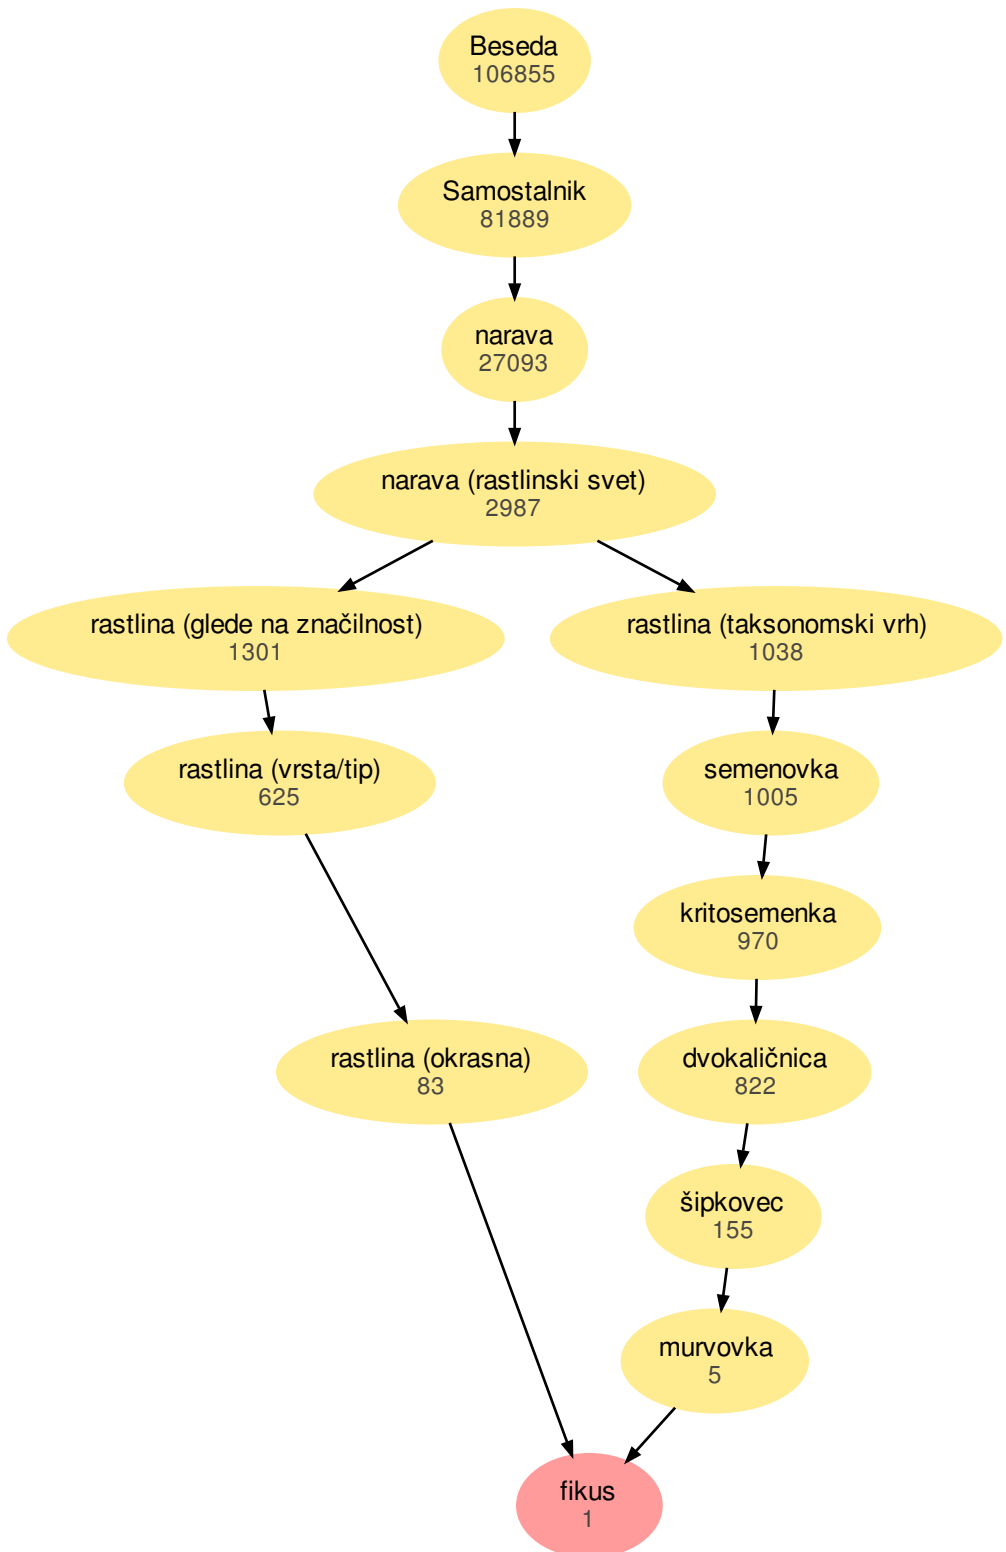 Beseda
106855
Samostalnik
81889
narava
27093
narava (rastlinski svet)
2987
rastlina (glede na značilnost)
1301
rastlina (taksonomski vrh)
1038
rastlina (vrsta/tip)
625
semenovka
1005
kritosemenka
970
rastlina (okrasna)
83
dvokaličnica
822
šipkovec
155
murvovka
5
fikus
1